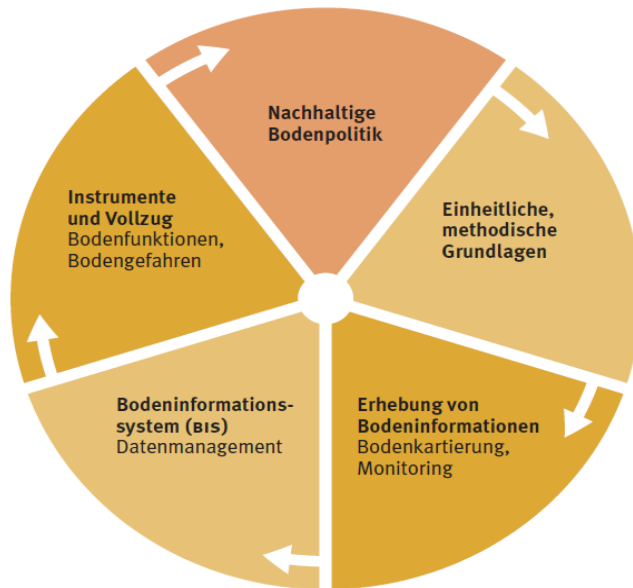 Nachhaltige
Bodenpolitik
Einheitliche,
methodische
Grundlagen
Erhebung von
Bodeninformationen
Bodenkartierung,
Monitoring
Bodeninformations-
system (BIS)
Datenmanagement
Instrumente
und Vollzug
Bodenfunktionen,
Bodengefahren